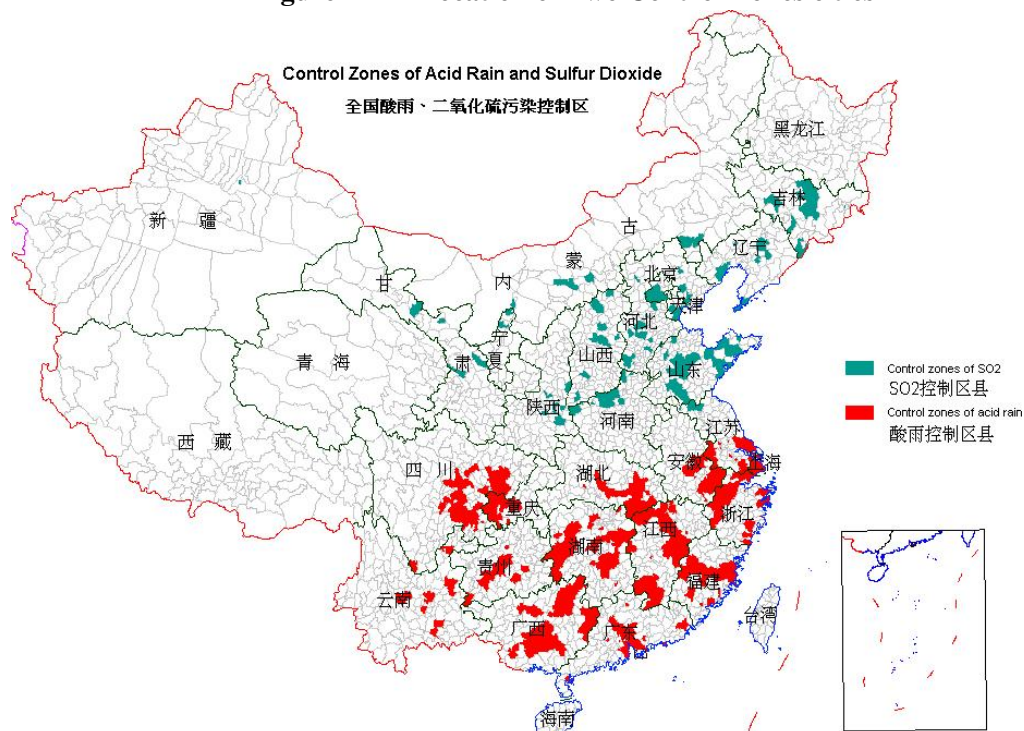 Control Zones of Acid Rain and Sulfur Dioxide
全国酸雨、二氧化硫污染控制区
黑龙江
吉林
新 疆
古
辽宁
蒙
北京
甘
内
天津
河北
宁
青 海
肃
夏
山西
山东
Control zones of SO2
SO2控制区县
陕西
河南
Control zones of acid rain
酸雨控制区县
江苏
西 藏
四 川
湖北
安徽
上海
重庆
浙江
江西
湖南
贵州
福建
云南
台湾
广西
广东
海南